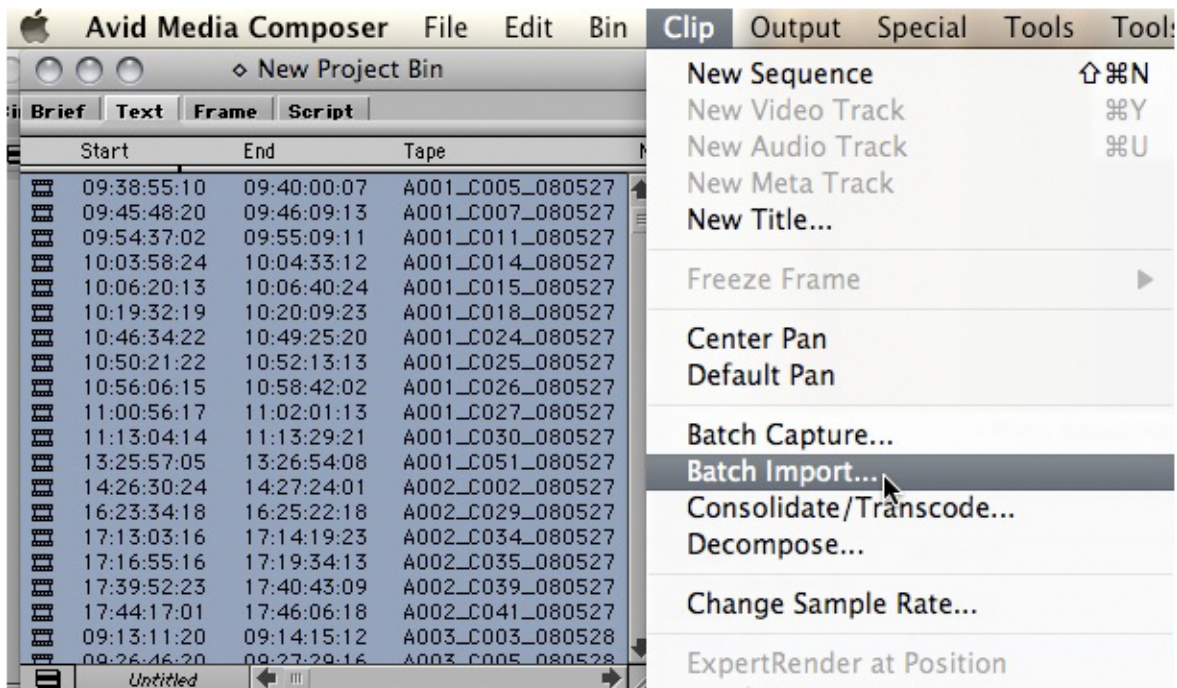 Avid Media Composer File Edit Bin Clip Output Special Tools
New Project Bin
Brief Text Frame Script
Start End Tape
09:38:55:10 09:40:00:07 A001_C005_080527
09:45:48:20 09:46:09:13 A001_C007_080527
09:54:37:02 09:55:09:11 A001_C011_080527
10:03:58:24 10:04:33:12 A001_C014_080527
10:06:20:13 10:06:40:24 A001_C015_080527
10:19:32:19 10:20:09:23 A001_C018_080527
10:46:34:22 10:49:25:20 A001_C024_080527
10:50:21:22 10:52:13:13 A001_C025_080527
10:56:06:15 10:58:42:02 A001_C026_080527
11:00:56:17 11:02:01:13 A001_C027_080527
11:13:04:14 11:13:29:21 A001_C030_080527
13:25:57:05 13:26:54:08 A001_C051_080527
14:26:30:24 14:27:24:01 A002_C002_080527
16:23:34:18 16:25:22:18 A002_C029_080527
17:13:03:16 17:14:19:23 A002_C034_080527
17:16:55:16 17:19:34:13 A002_C035_080527
17:39:52:23 17:40:43:09 A002_C039_080527
17:44:17:01 17:46:06:18 A002_C041_080527
09:13:11:20 09:14:15:12 A003_C003_080528
09:26:46:20 09:27:29:16 A003_C005_080528
Untitled
New Sequence ⇧⌘N
New Video Track ⌘Y
New Audio Track ⌘U
New Meta Track
New Title...
Freeze Frame
Center Pan
Default Pan
Batch Capture...
Batch Import...
Consolidate/Transcode...
Decompose...
Change Sample Rate...
ExpertRender at Position